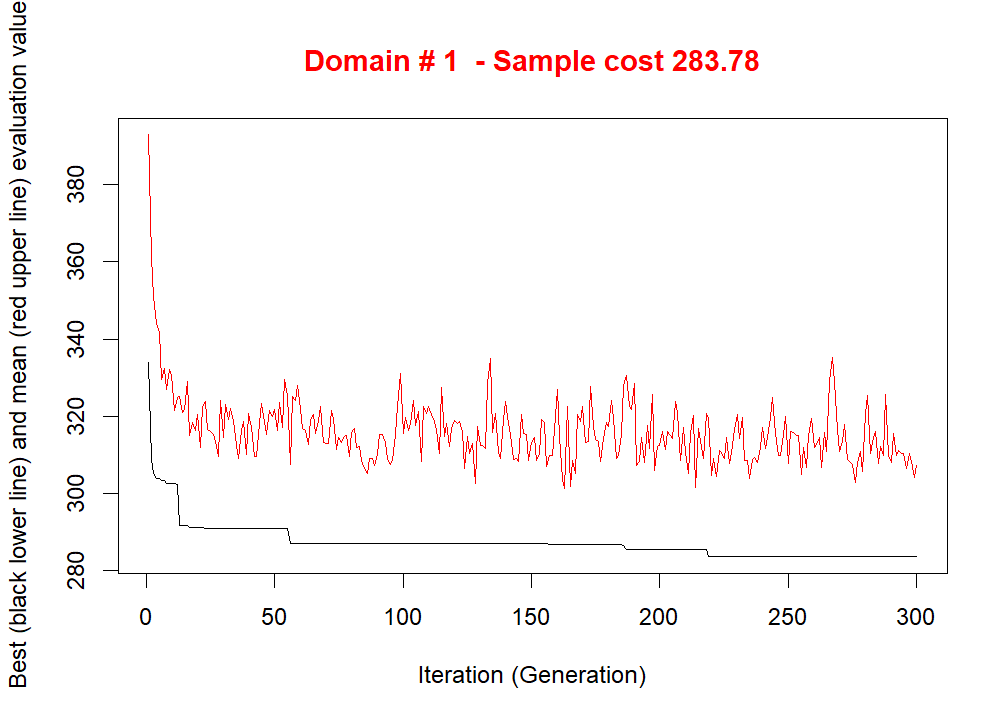 Domain # 1  - Sample cost 283.78
Best (black lower line) and mean (red upper line) evaluation value
380
360
340
320
300
280
0 50 100 150 200 250 300
Iteration (Generation)